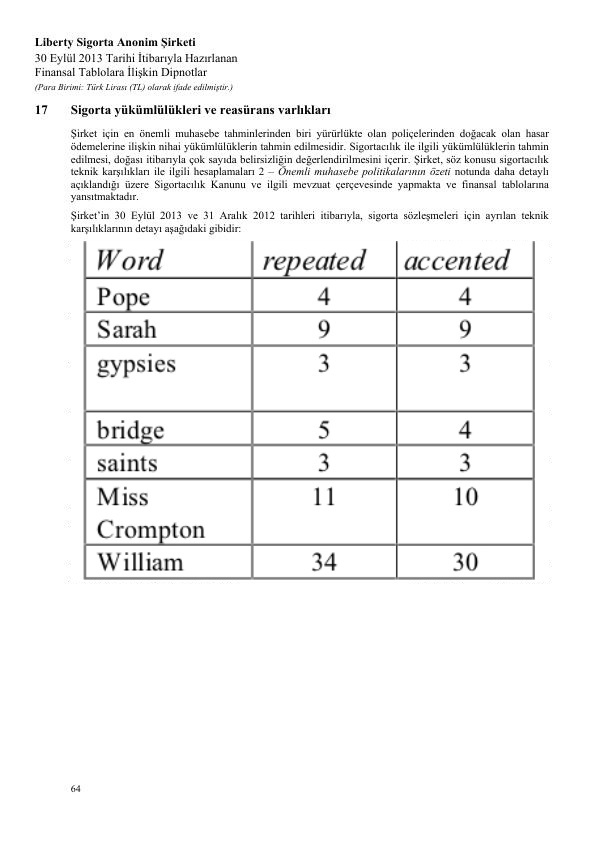 Liberty Sigorta Anonim Şirketi
30 Eylül 2013 Tarihi İtibarıyla Hazırlanan
Finansal Tablolara İlişkin Dipnotlar
(Para Birimi: Türk Lirası (TL) olarak ifade edilmiştir.)
17 Sigorta yükümlülükleri ve reasürans varlıkları
Şirket için en önemli muhasebe tahminlerinden biri yürürlükte olan poliçelerinden doğacak olan hasar
ödemelerine ilişkin nihai yükümlülüklerin tahmin edilmesidir. Sigortacılık ile ilgili yükümlülüklerin tahmin
edilmesi, doğası itibarıyla çok sayıda belirsizliğin değerlendirilmesini içerir. Şirket, söz konusu sigortacılık
teknik karşılıkları ile ilgili hesaplamaları 2 – Önemli muhasebe politikalarının özeti notunda daha detaylı
açıklandığı üzere Sigortacılık Kanunu ve ilgili mevzuat çerçevesinde yapmakta ve finansal tablolarına
yansıtmaktadır.
Şirket'in 30 Eylül 2013 ve 31 Aralık 2012 tarihleri itibarıyla, sigorta sözleşmeleri için ayrılan teknik
karşılıklarının detayı aşağıdaki gibidir:
Word repeated accented
Pope 4 4
Sarah 9 9
gypsies 3 3
bridge 5 4
saints 3 3
Miss 11 10
Crompton
William 34 30
64